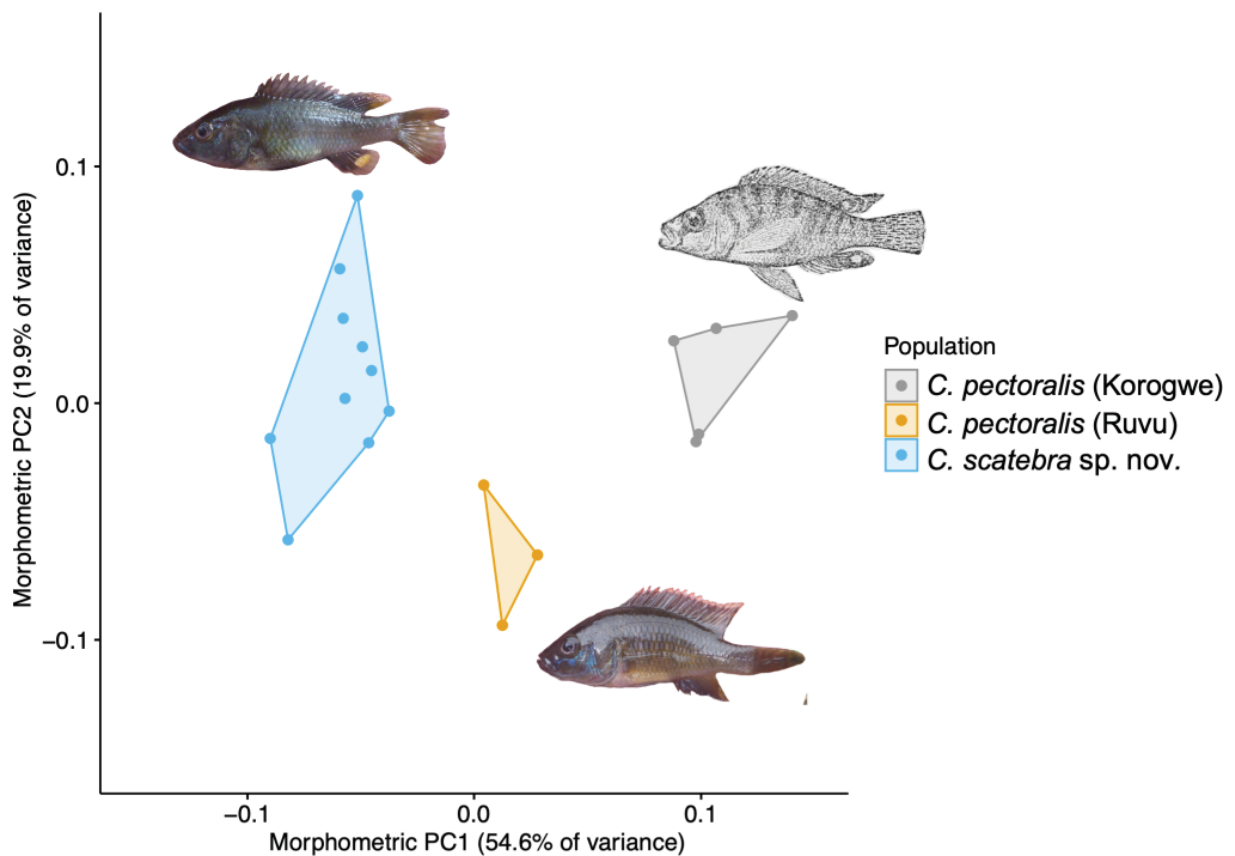 0.1
0.0
−0.1
Morphometric PC2 (19.9% of variance)
−0.1
0.0
0.1
Morphometric PC1 (54.6% of variance)
Population
C. pectoralis (Korogwe)
C. pectoralis (Ruvu)
C. scatebra sp. nov.